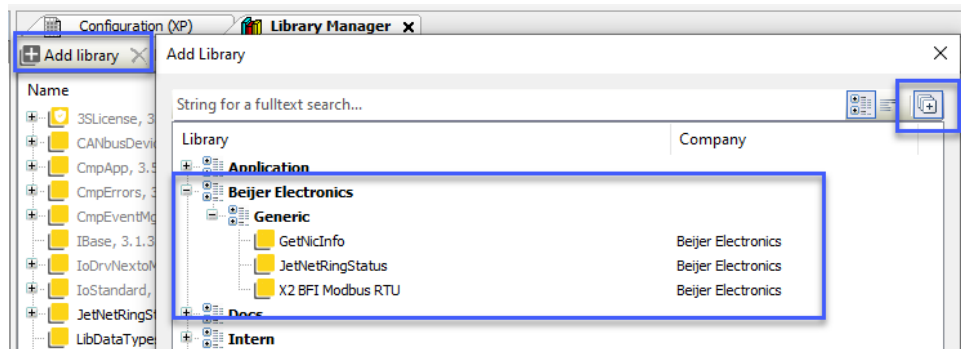 Configuration (XP) Library Manager
Add library Add Library
Name
String for a fulltext search...
3SLicense, 3
Library Company
CANbusDevi
Application
CmpApp, 3.5
Beijer Electronics
CmpErrors, 3
Generic
CmpEventMg
GetNicInfo Beijer Electronics
IBase, 3.1.3
JetNetRingStatus Beijer Electronics
IoDrvNextoM
X2 BFI Modbus RTU Beijer Electronics
IoStandard,
Docs
JetNetRingSt
Intern
LibDataType